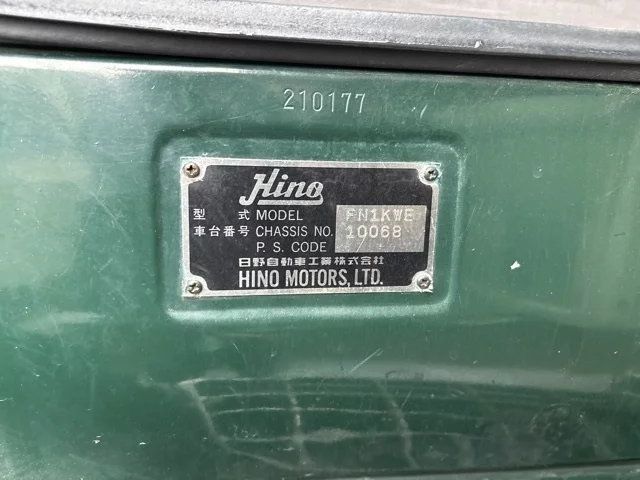 210177
Hino
型式 MODEL FN1KWB
車台番号 CHASSIS NO. 10068
P. S. CODE
日野自動車工業株式会社
HINO MOTORS, LTD.